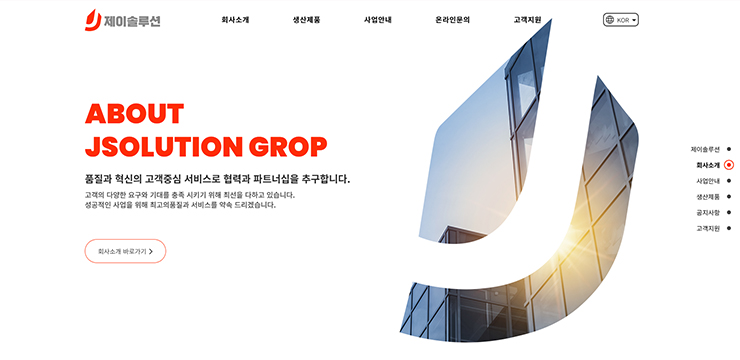 제이솔루션
회사소개
생산제품
사업안내
온라인문의
고객지원
KOR
ABOUT
JSOLUTION GROP
품질과 혁신의 고객중심 서비스로 협력과 파트너십을 추구합니다.
고객의 다양한 요구와 기대를 충족 시키기 위해 최선을 다하고 있습니다.
성공적인 사업을 위해 최고의품질과 서비스를 약속 드리겠습니다.
회사소개 바로가기
제이솔루션
회사소개
사업안내
생산제품
공지사항
고객지원